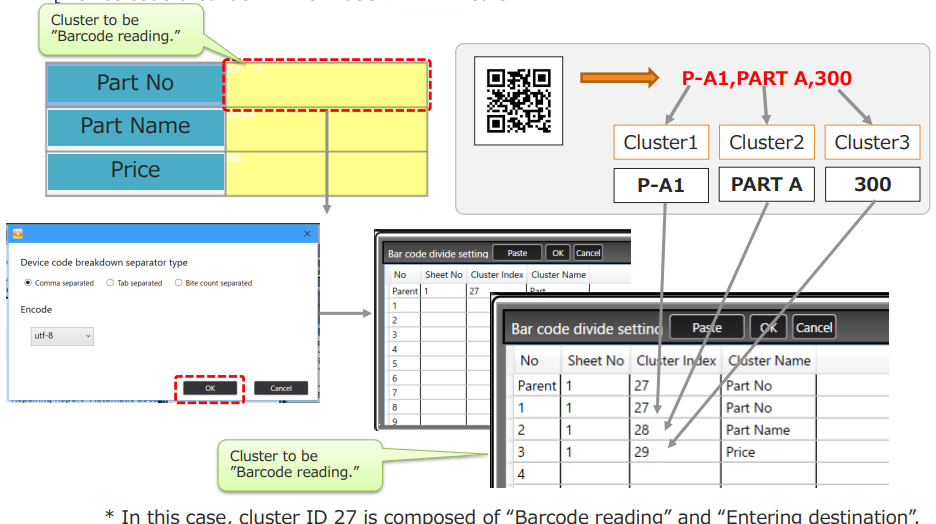 Cluster to be
”Barcode reading.”
Part No
Part Name
Price
P-A1,PART A,300
Cluster1
Cluster2
Cluster3
P-A1
PART A
300
Device code breakdown separator type
Comma separated
Tab separated
Bite count separated
Encode
utf-8
OK
Cancel
Bar code divide setting
Paste
OK
Cancel
No Sheet No Cluster Index Cluster Name
Parent 1 27 Part
1
2
3
4
5
6
7
8
9
Bar code divide setting
Paste
OK
Cancel
No Sheet No Cluster Index Cluster Name
Parent 1 27 Part No
1 1 27 Part No
2 1 28 Part Name
3 1 29 Price
4
Cluster to be
”Barcode reading.”
* In this case, cluster ID 27 is composed of “Barcode reading” and “Entering destination”.